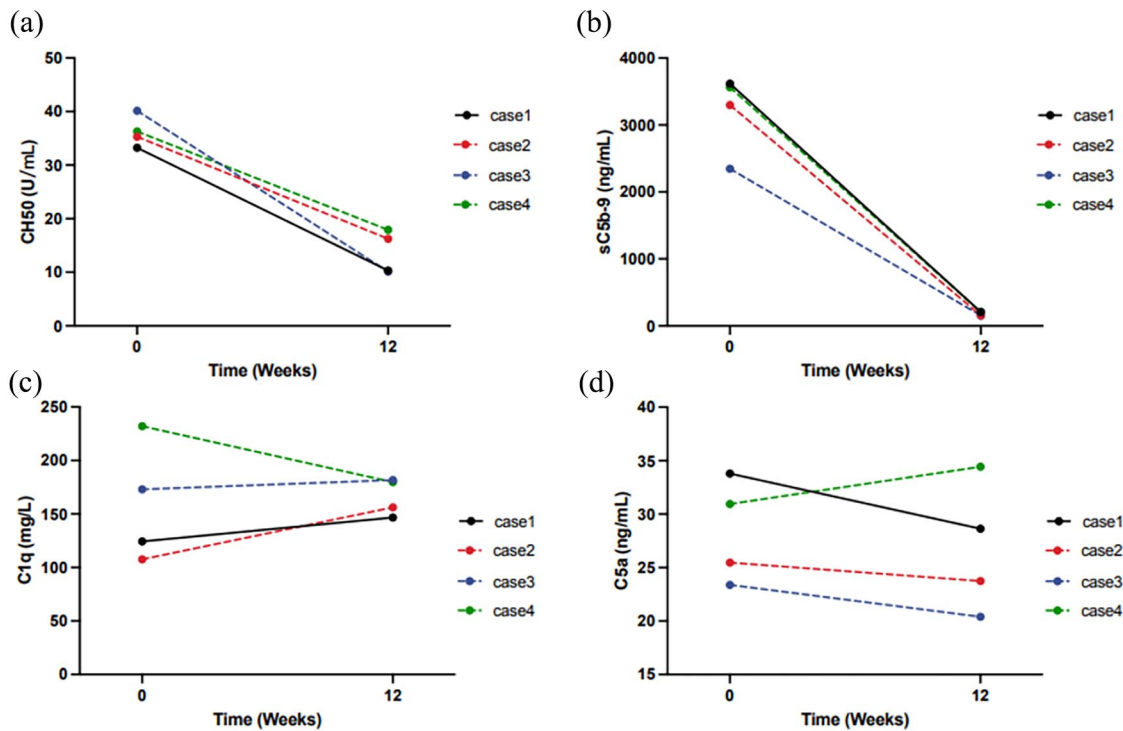 (a)
CH50 (U/mL)
50
40
30
20
10
0
0 12
Time (Weeks)
case1
case2
case3
case4
(b)
sC5b-9 (ng/mL)
4000
3000
2000
1000
0
0 12
Time (Weeks)
case1
case2
case3
case4
(c)
C1q (mg/L)
250
200
150
100
50
0
0 12
Time (Weeks)
case1
case2
case3
case4
(d)
C5a (ng/mL)
40
35
30
25
20
15
0 12
Time (Weeks)
case1
case2
case3
case4